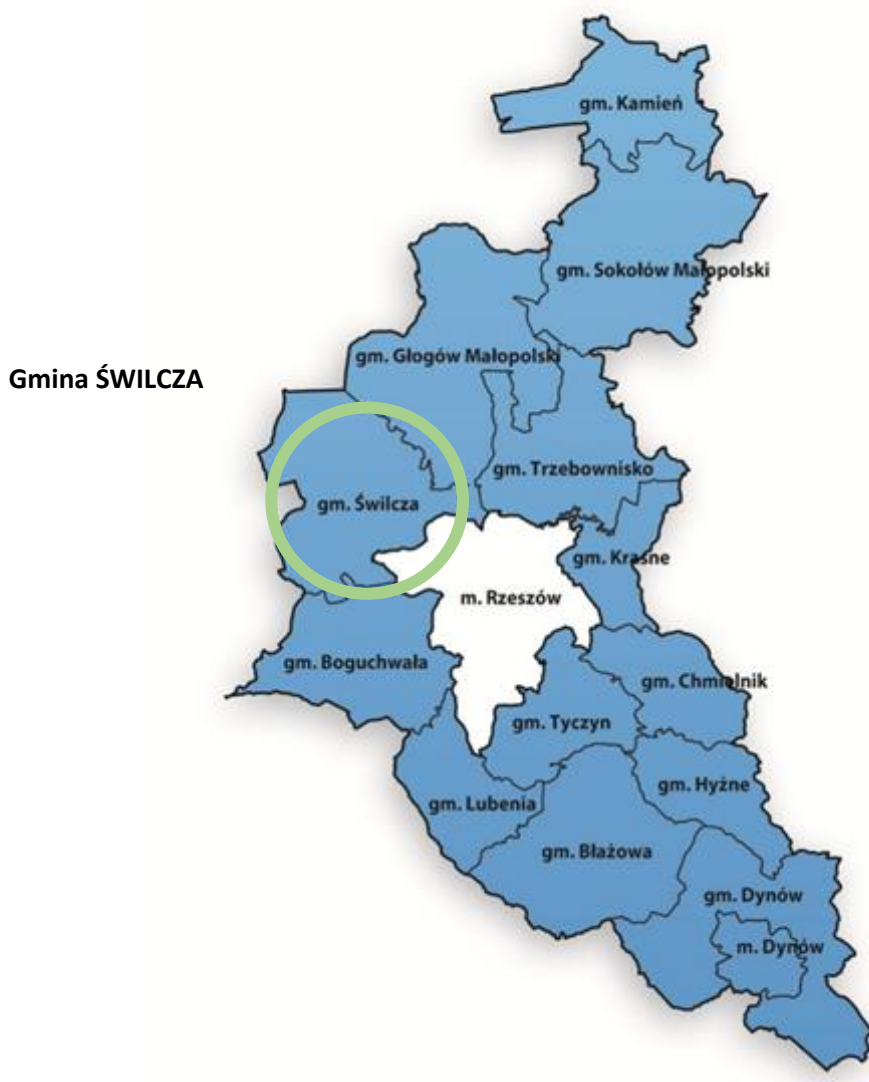 gm. Kamień
gm. Sokołów Małopolski
gm. Głogów Małopolski
Gmina ŚWILCZA
gm. Trzebownisko
gm. Świlcza
gm. Krasne
m. Rzeszów
gm. Boguchwała
gm. Chmielnik
gm. Tyczyn
gm. Hyżne
gm. Lubenia
gm. Błażowa
gm. Dynów
m. Dynów